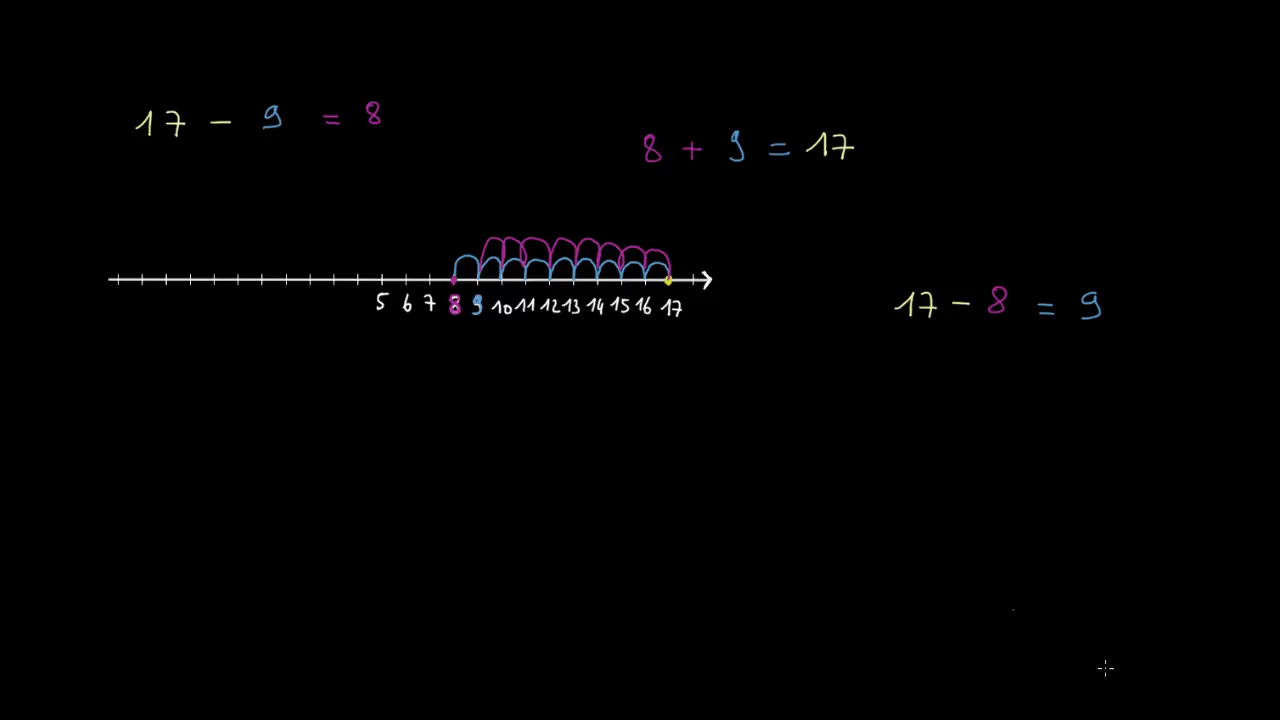 17 - 9 = 8
8 + 9 = 17
5 6 7 8 9 10 11 12 13 14 15 16 17
17 - 8 = 9